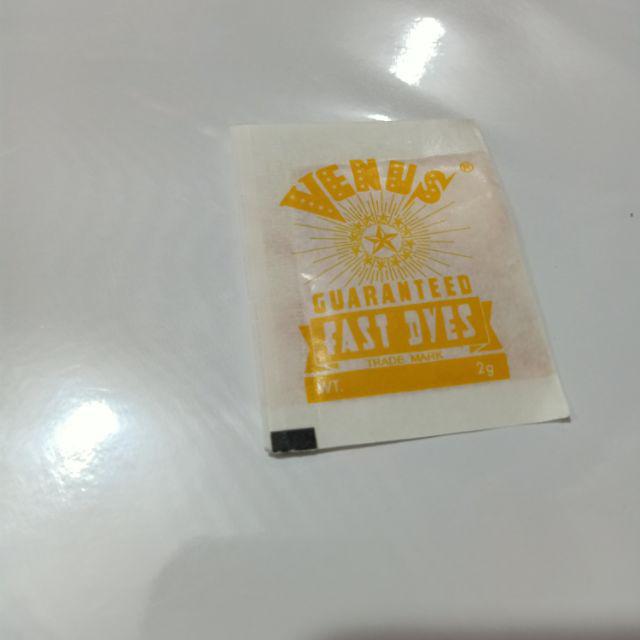 VENUS®
GUARANTEED
FAST DYES
TRADE MARK
WT. 2g